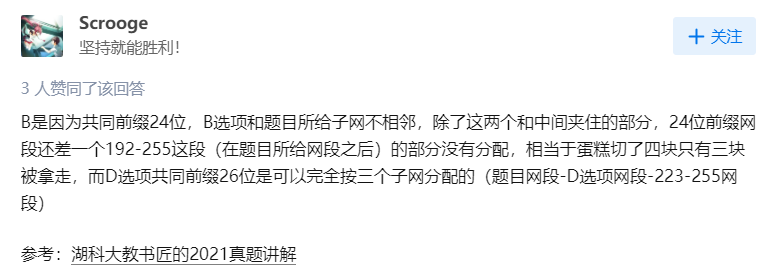 Scrooge
坚持就能胜利！
+ 关注
3 人赞同了该回答
B是因为共同前缀24位，B选项和题目所给子网不相邻，除了这两个和中间夹住的部分，24位前缀网
段还差一个192-255这段（在题目所给网段之后）的部分没有分配，相当于蛋糕切了四块只有三块
被拿走，而D选项共同前缀26位是可以完全按三个子网分配的（题目网段-D选项网段-223-255网
段）
参考：湖科大教书匠的2021真题讲解